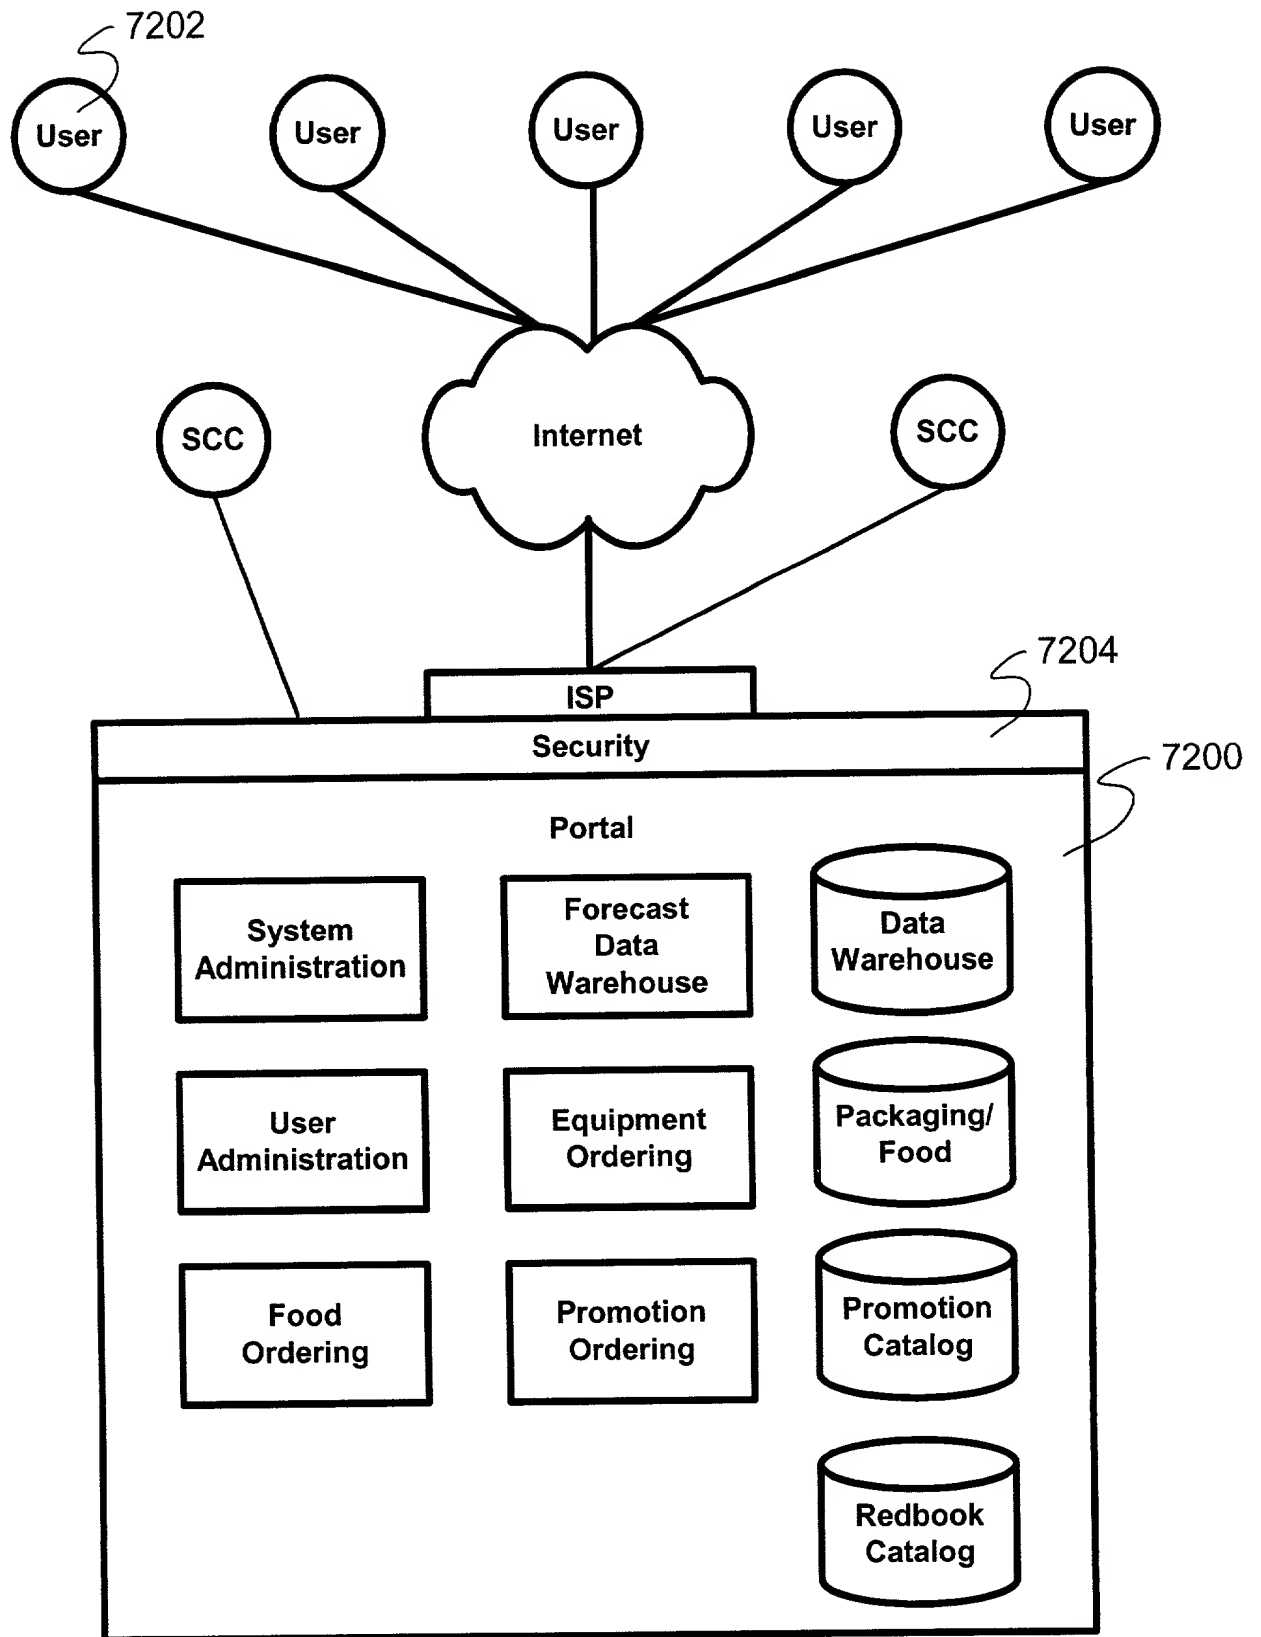 7202
User
User
User
User
User
Internet
SCC
SCC
7204
ISP
Security
7200
Portal
System
Administration
Forecast
Data
Warehouse
Data
Warehouse
User
Administration
Equipment
Ordering
Packaging/
Food
Food
Ordering
Promotion
Ordering
Promotion
Catalog
Redbook
Catalog